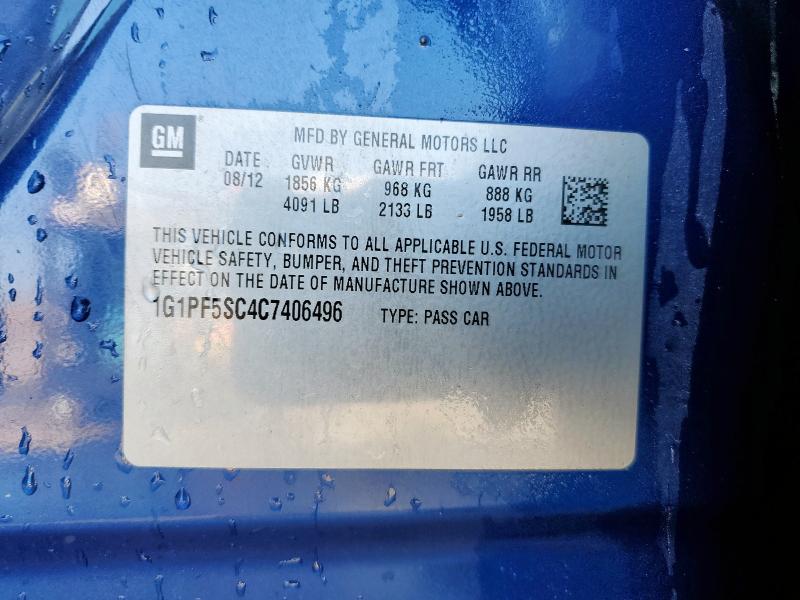 GM
MFD BY GENERAL MOTORS LLC
DATE GVWR GAWR FRT GAWR RR
08/12 1856 KG 968 KG 888 KG
4091 LB 2133 LB 1958 LB
THIS VEHICLE CONFORMS TO ALL APPLICABLE U.S. FEDERAL MOTOR
VEHICLE SAFETY, BUMPER, AND THEFT PREVENTION STANDARDS IN
EFFECT ON THE DATE OF MANUFACTURE SHOWN ABOVE.
1G1PF5SC4C7406496 TYPE: PASS CAR